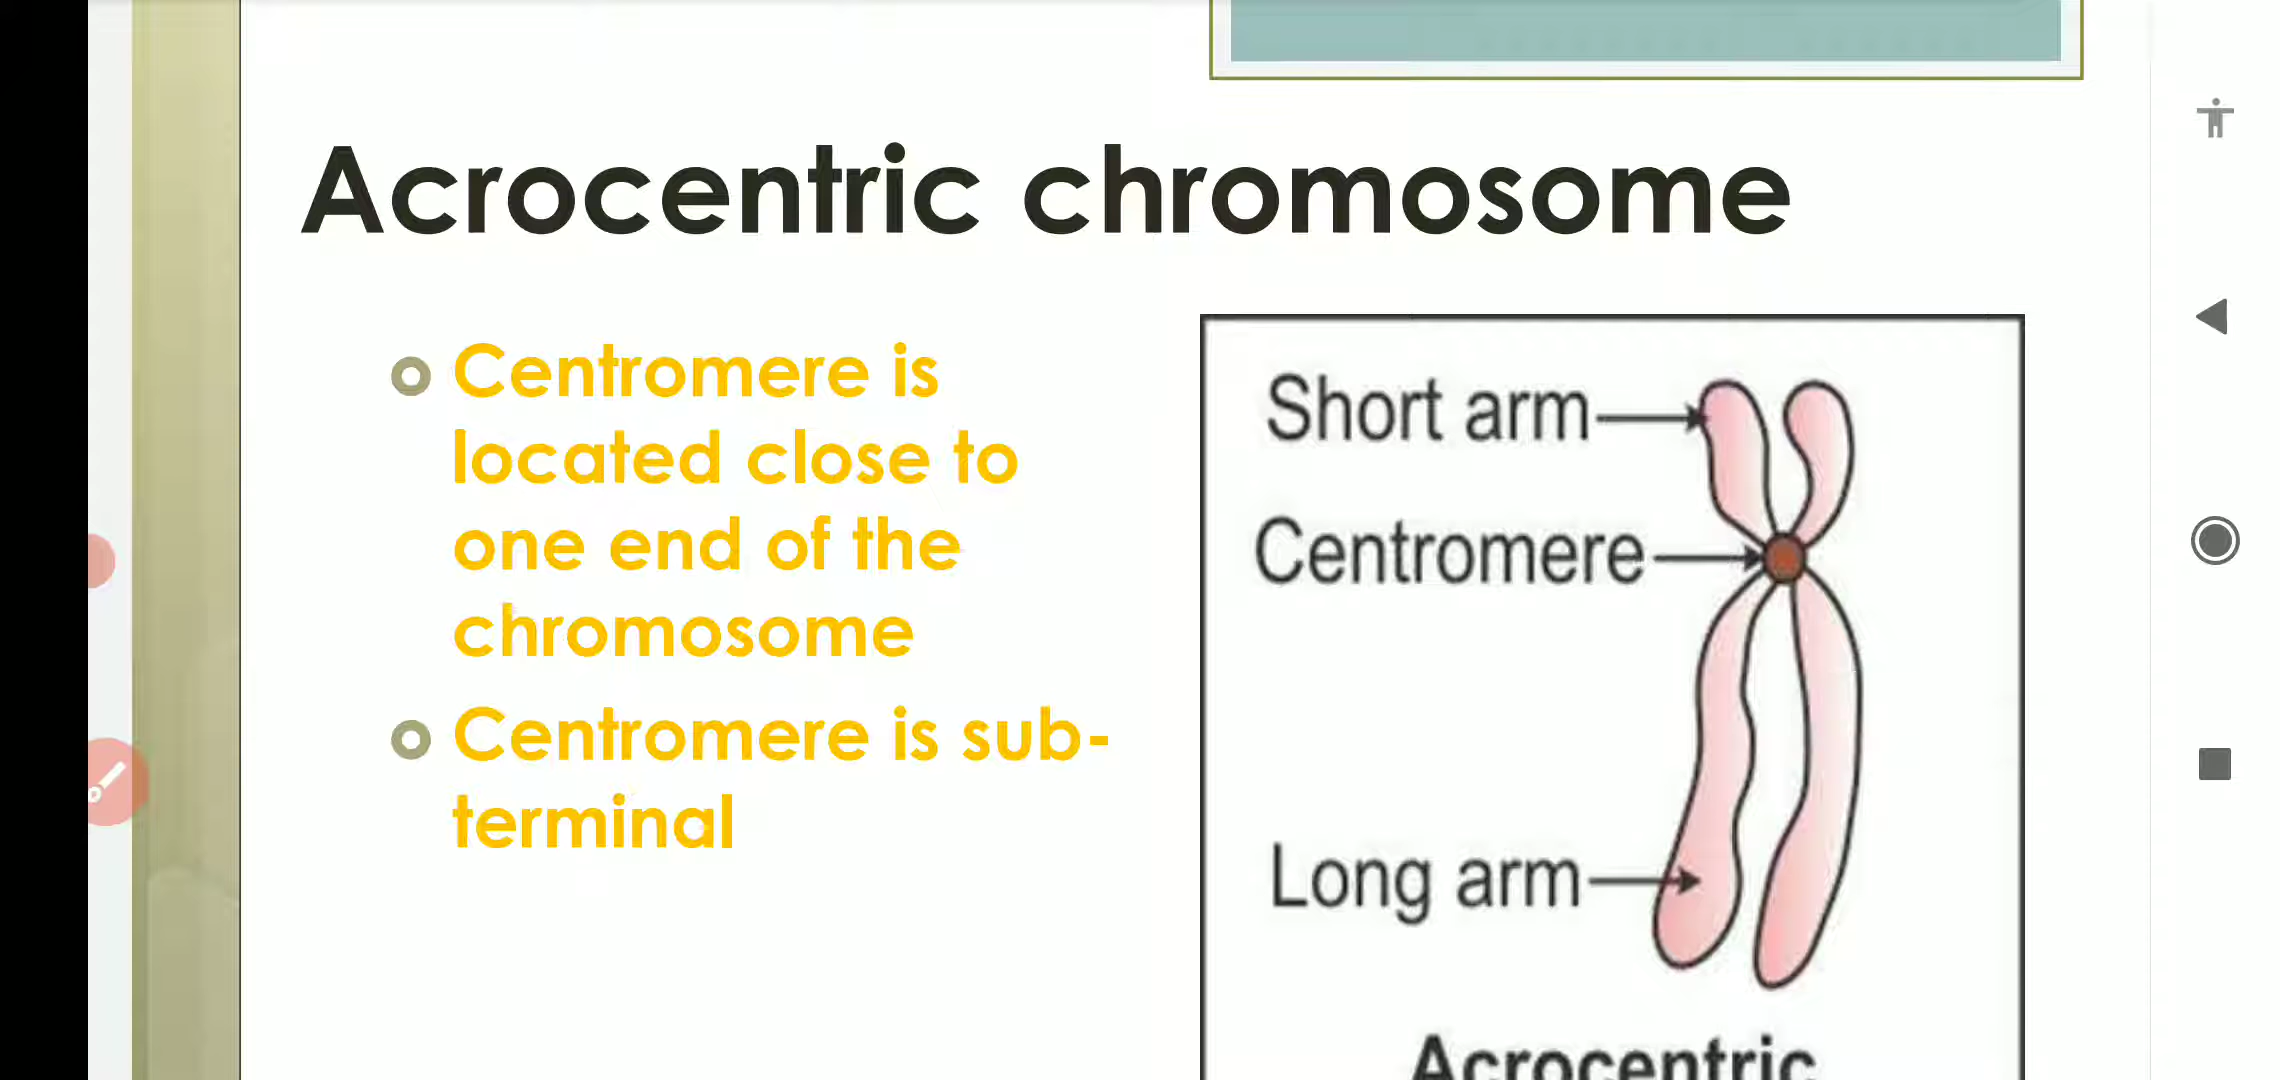 Acrocentric chromosome
Centromere is
located close to
one end of the
chromosome
Centromere is sub-
terminal
Short arm
Centromere
Long arm
Acrocentric